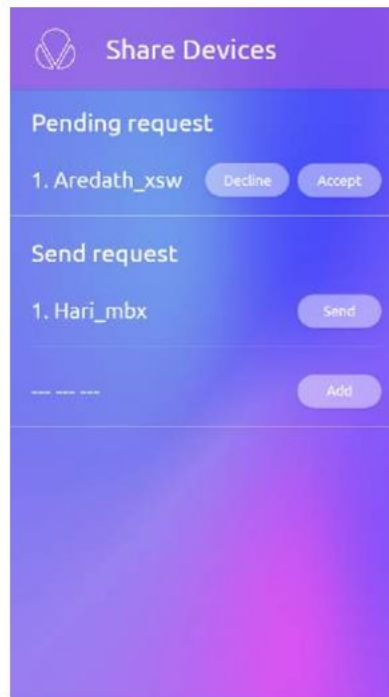 Share Devices
Pending request
1. Aredath_xsw Decline Accept
Send request
1. Hari_mbx Send
--- --- --- Add